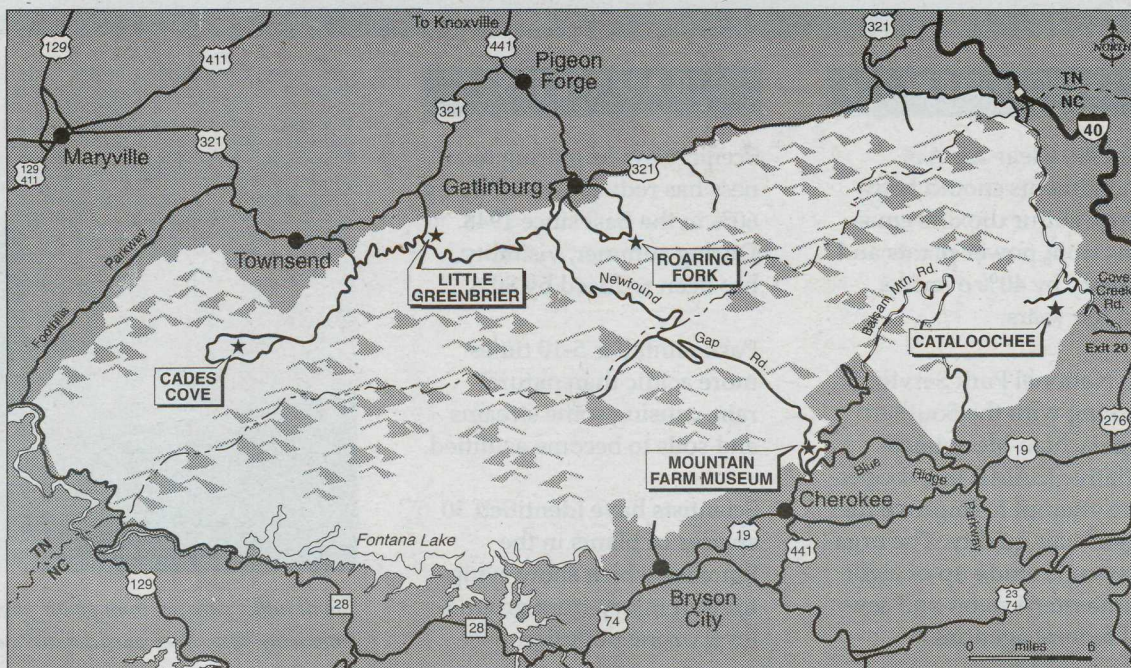 To Knoxville
321
129
441
NORTH
411
Pigeon
Forge
TN
NC
321
40
321
Maryville
129
411
321
Gatlinburg
Parkway
Foothills
Townsend
LITTLE
GREENBRIER
ROARING
FORK
Newfound
Gap
Rd.
Balsam Mtn. Rd.
Cove
Creek
Rd.
CATALOOCHEE
Exit 20
CADES
COVE
276
19
MOUNTAIN
FARM MUSEUM
Blue
Ridge
Parkway
Cherokee
TN
NC
Fontana Lake
19
441
129
28
Bryson
City
23
74
28
74
0 miles 6